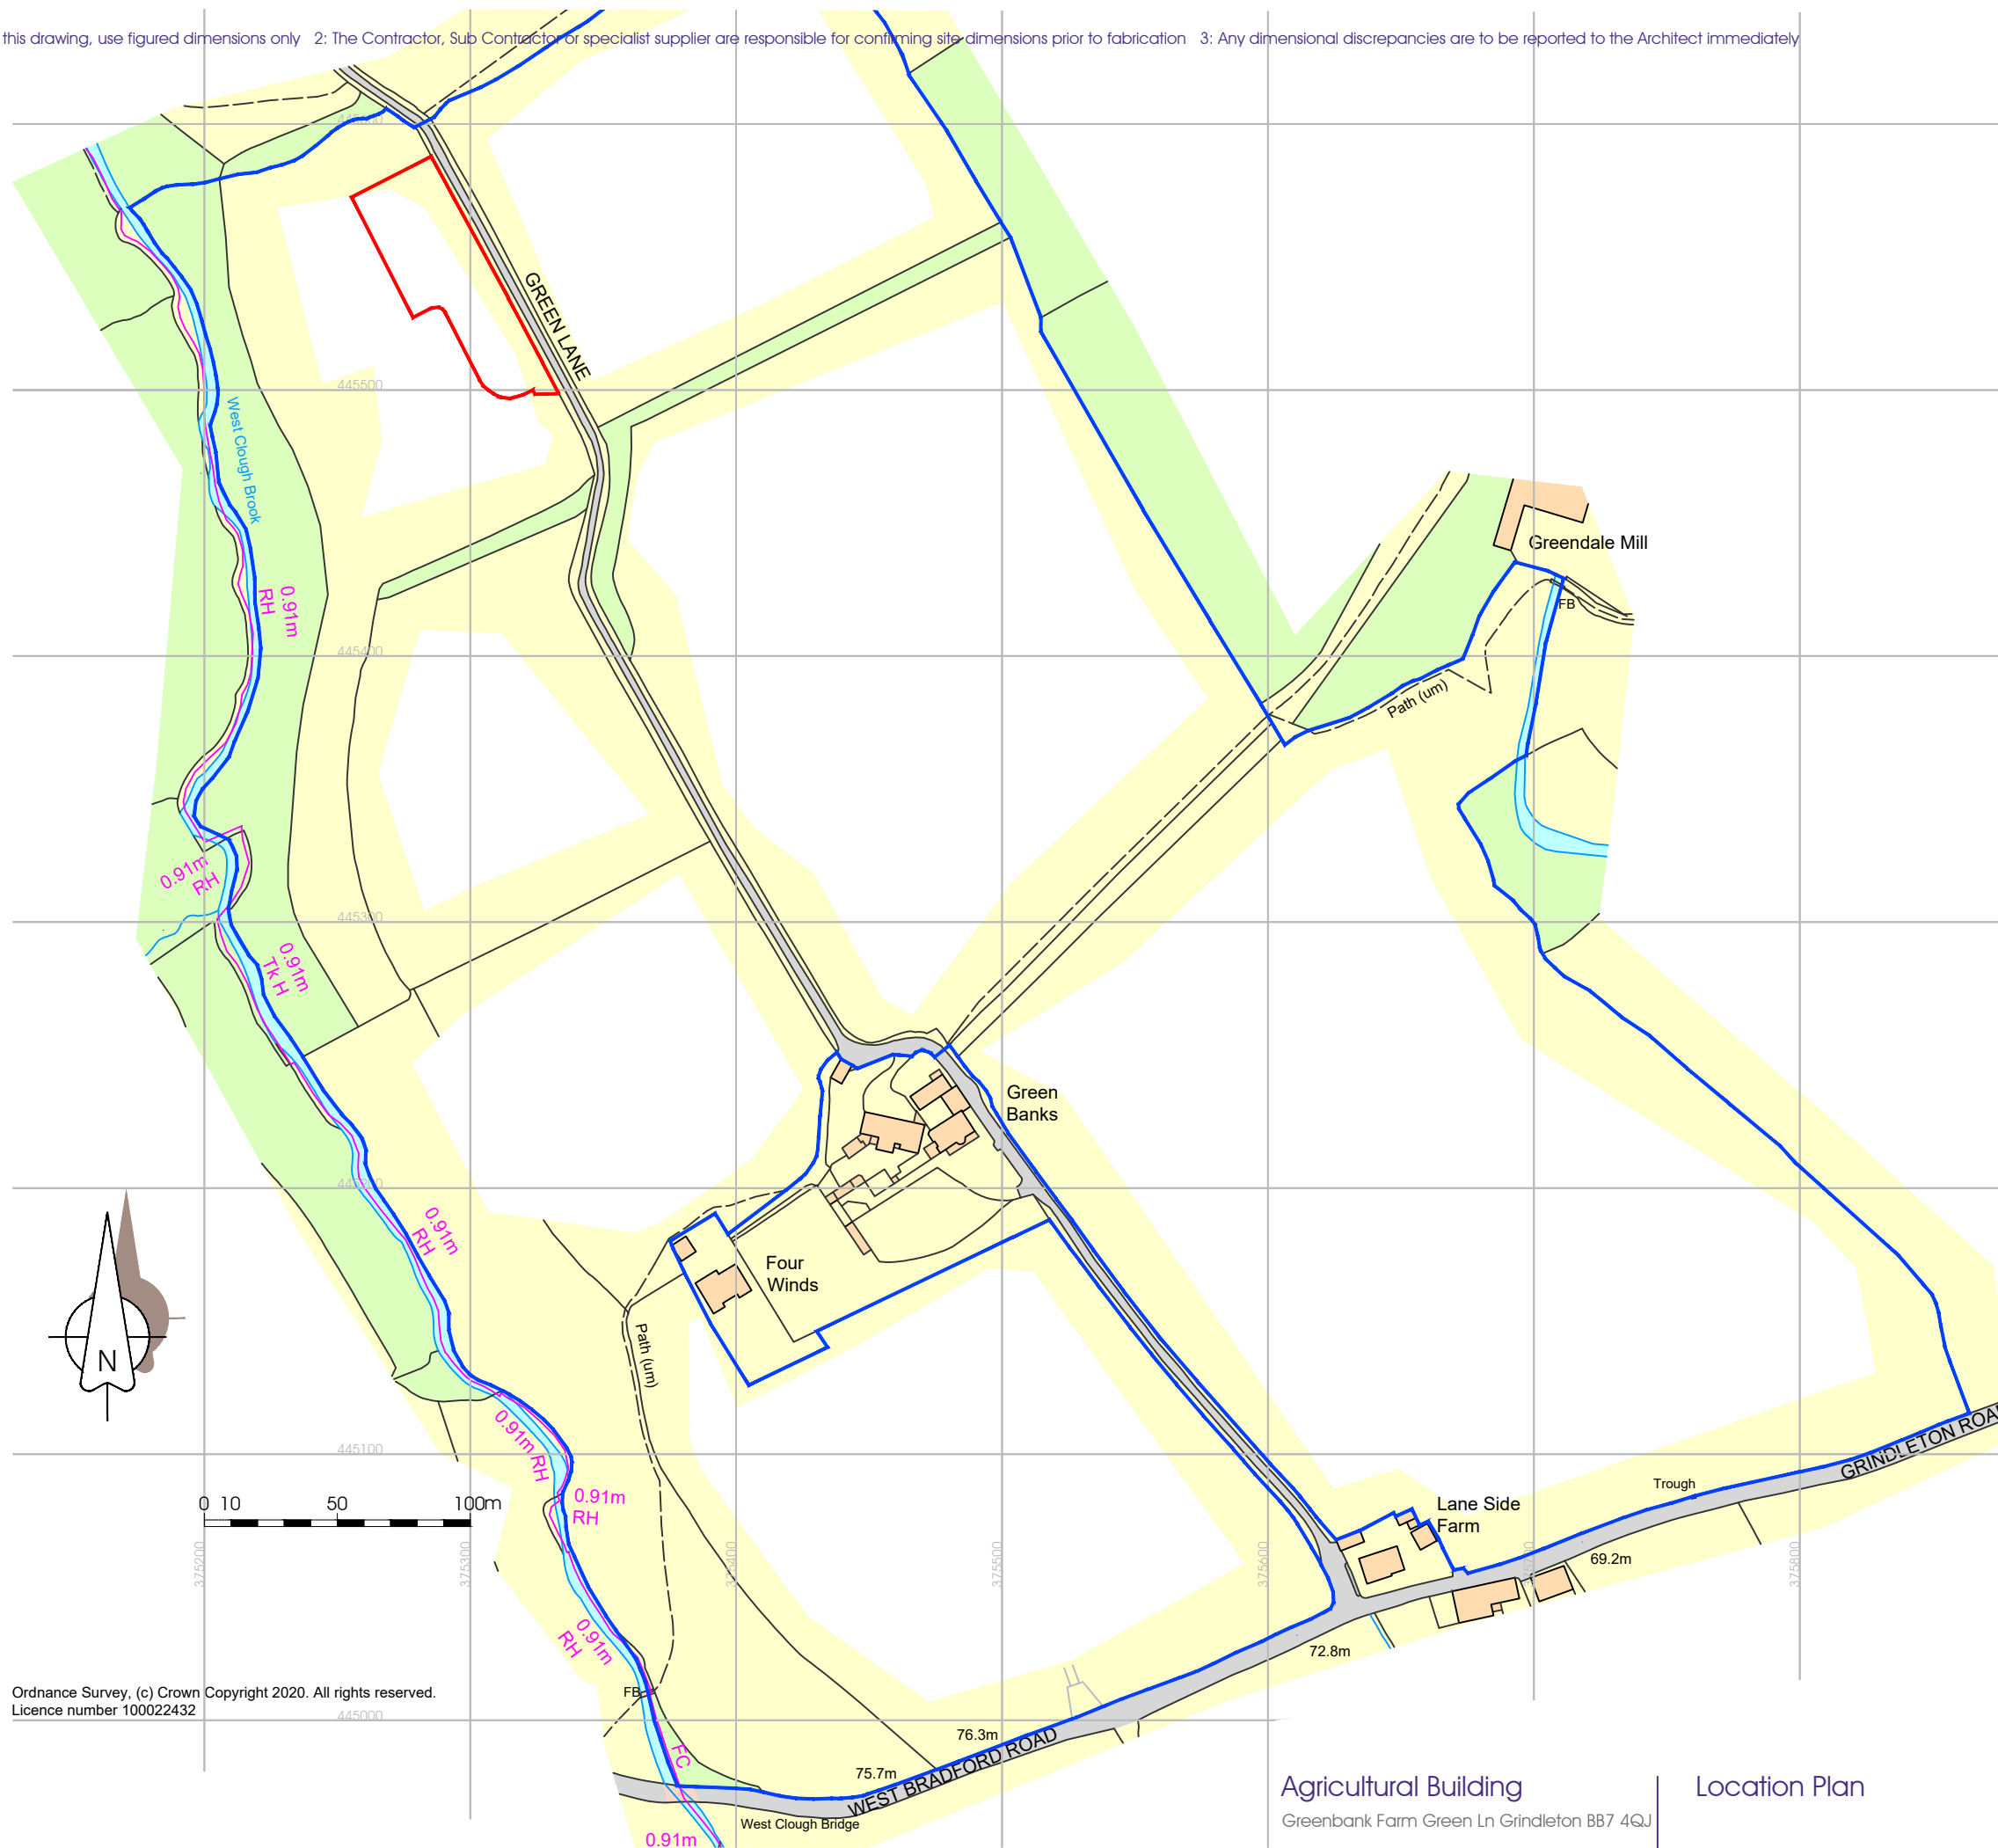 this drawing, use figured dimensions only 2: The Contractor, Sub Contractor or specialist supplier are responsible for confirming site dimensions prior to fabrication 3: Any dimensional discrepancies are to be reported to the Architect immediately
GREEN LANE
445500
West Clough Brook
Greendale Mill
FB
0.91m
RH
445400
Path (um)
0.91m
RH
445300
0.91m
Tk H
Green
Banks
445200
0.91m
RH
Four
Winds
Path (um)
N
0.91m RH
445100
0.91m
RH
0 10 50 100m
Lane Side
Farm
Trough
GRINDLETON ROAD
69.2m
375200
375300
375400
375500
375600
375700
375800
0.91m
RH
72.8m
Ordnance Survey, (c) Crown Copyright 2020. All rights reserved.
Licence number 100022432
FB
445000
FC
76.3m
75.7m
WEST BRADFORD ROAD
West Clough Bridge
0.91m
Agricultural Building
Greenbank Farm Green Ln Grindleton BB7 4QJ
Location Plan